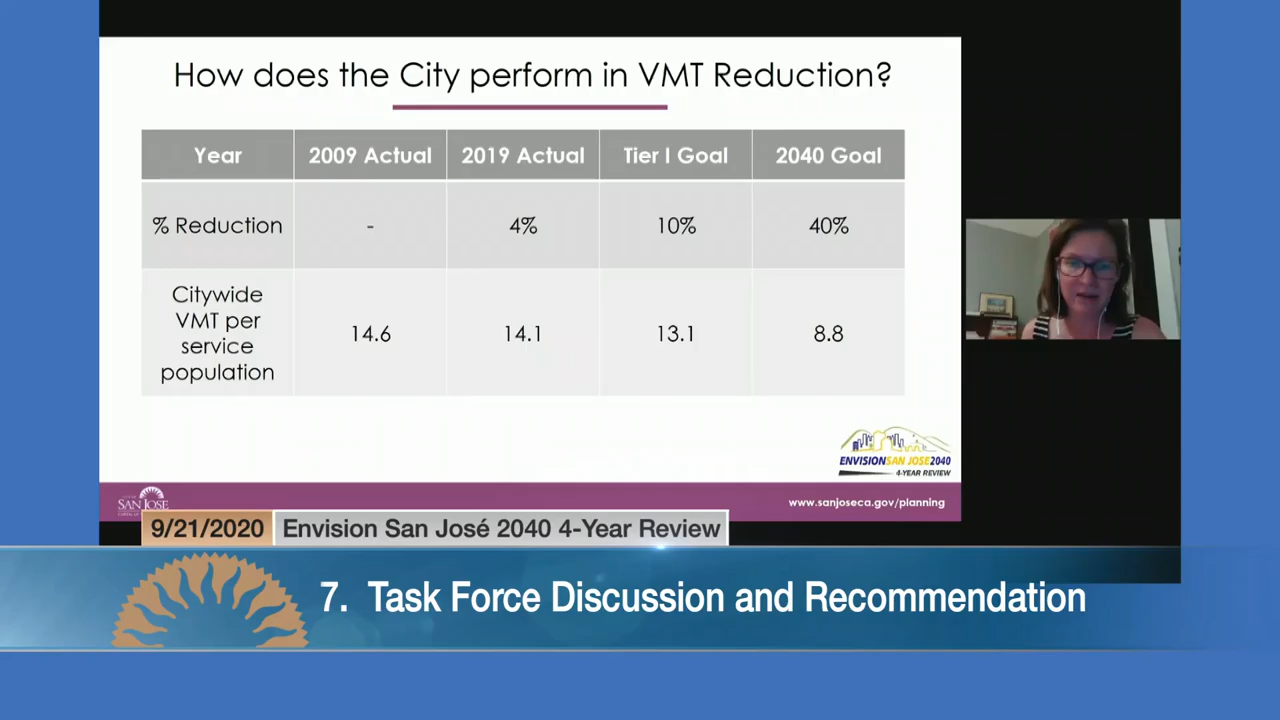 How does the City perform in VMT Reduction?
Year 2009 Actual 2019 Actual Tier I Goal 2040 Goal
% Reduction - 4% 10% 40%
Citywide
VMT per
service
population
14.6 14.1 13.1 8.8
ENVISIONSAN JOSE2040
4-YEAR REVIEW
SAN JOSE
www.sanjoseca.gov/planning
9/21/2020 Envision San José 2040 4-Year Review
7. Task Force Discussion and Recommendation